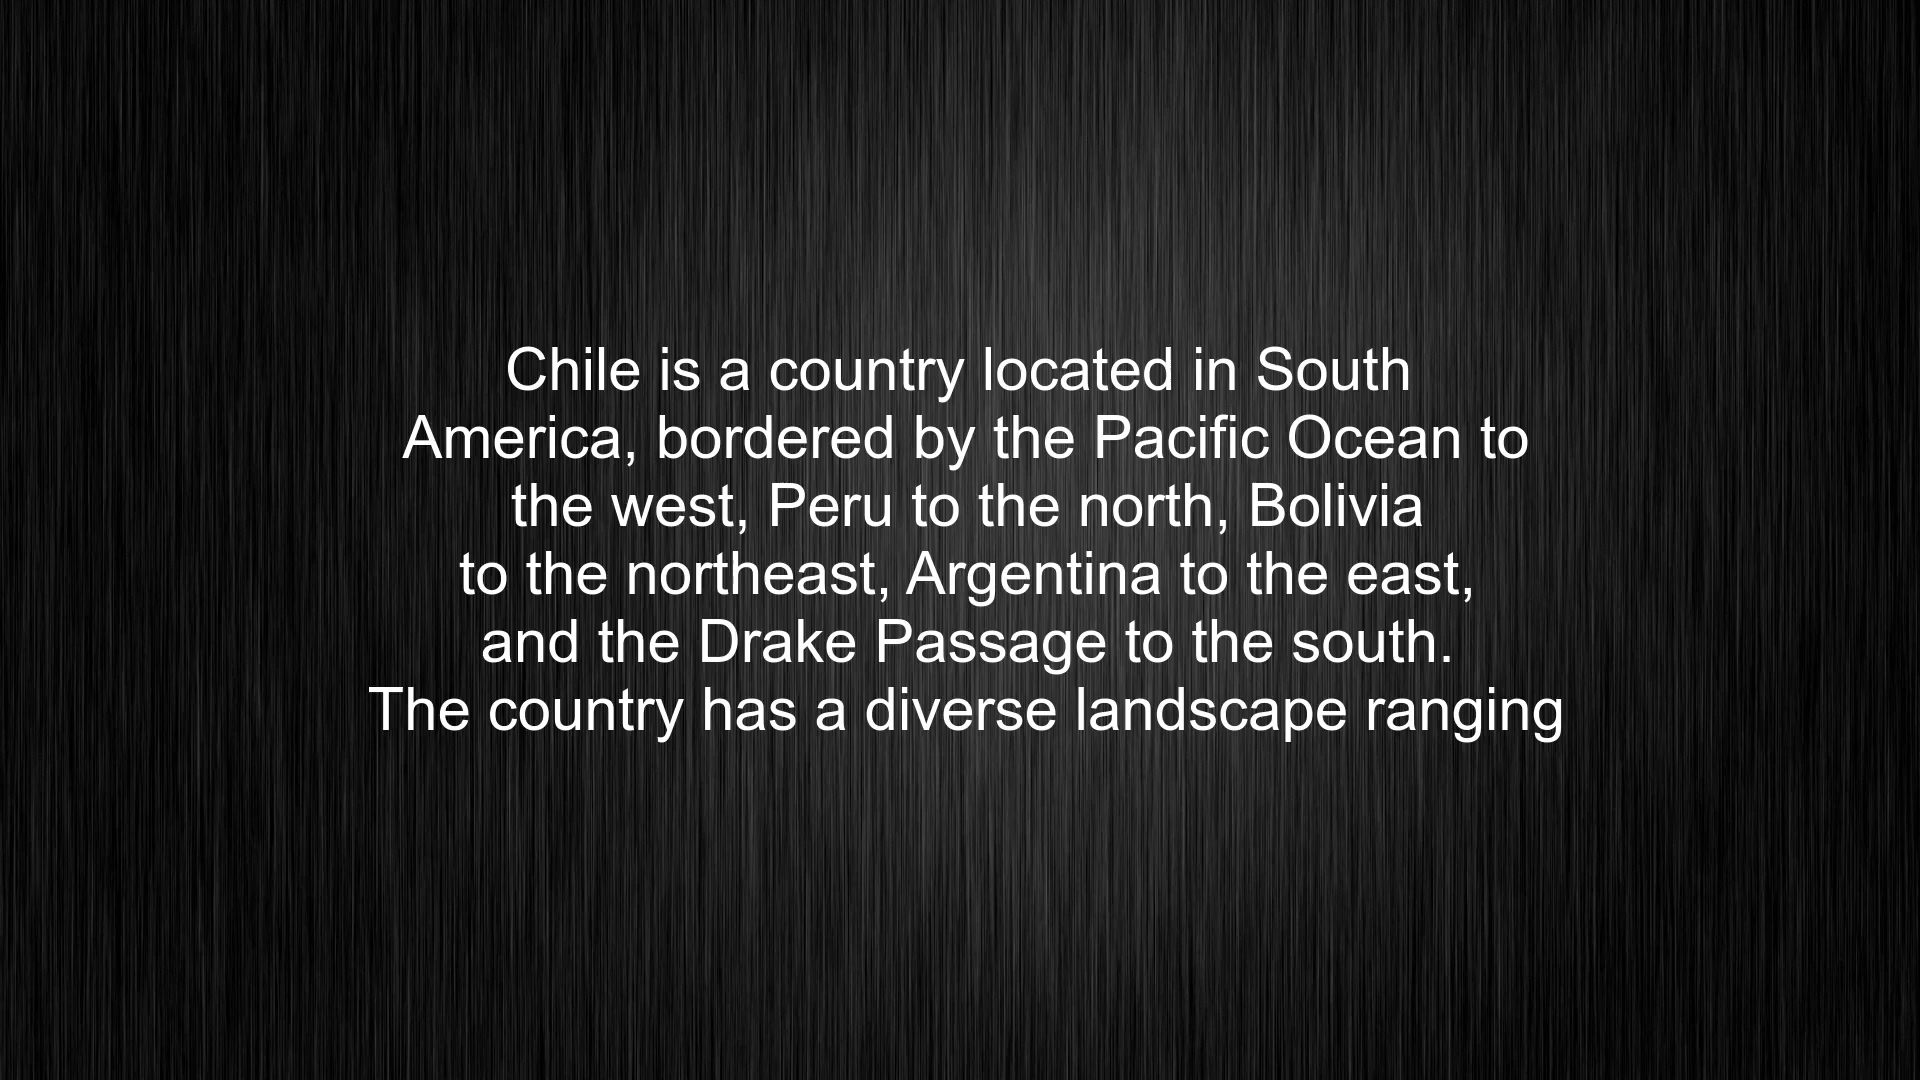 Chile is a country located in South
America, bordered by the Pacific Ocean to
the west, Peru to the north, Bolivia
to the northeast, Argentina to the east,
and the Drake Passage to the south.
The country has a diverse landscape ranging